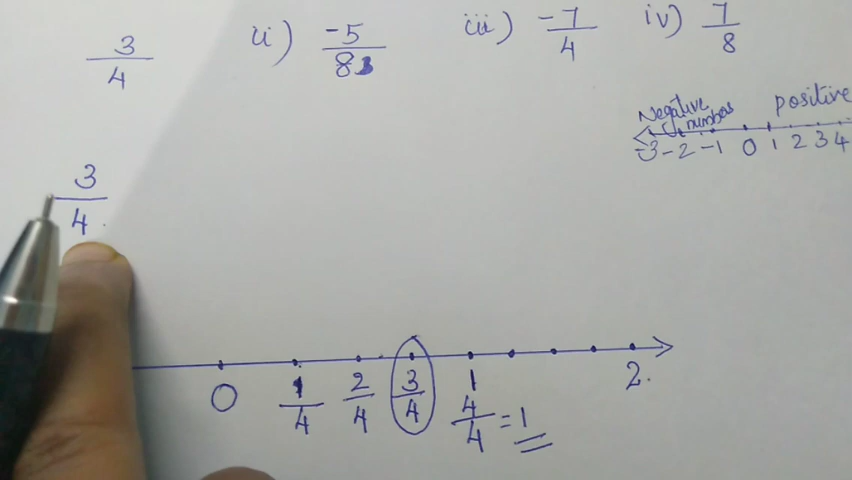 3/4 ii) -5/8 iii) -7/4 iv) 7/8
Negative numbers positive
-3 -2 -1 0 1 2 3 4
3/4
0 1/4 2/4 3/4 1 2.
4/4 = 1